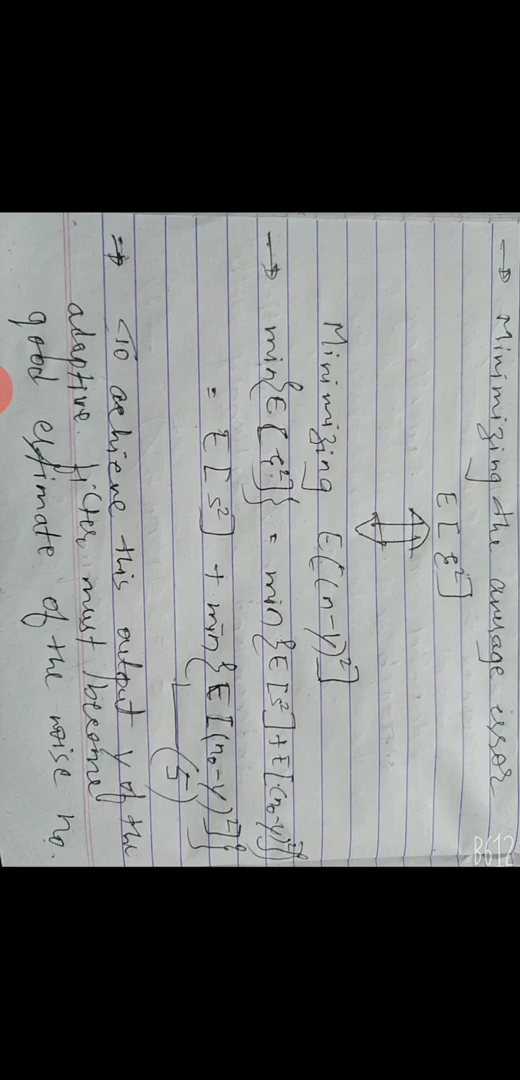 → Minimizing the average error
E[ε²]
⇕
Minimizing E[(n-y)²]
→ min{E[ε²]} = min{E[s²]+E[(n₀-y)²]}
= E[s²] + min{E[(n₀-y)²]}
(5)
⇒ To achieve this output y of the
adaptive filter must become
good estimate of the noise n₀.
B612